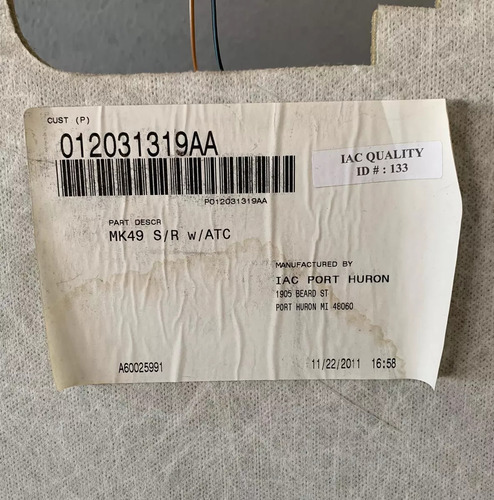 CUST (P)
012031319AA
P012031319AA
IAC QUALITY
ID # : 133
PART DESCR
MK49 S/R w/ATC
MANUFACTURED BY
IAC PORT HURON
1905 BEARD ST
PORT HURON MI 48060
A60025991
11/22/2011 16:58